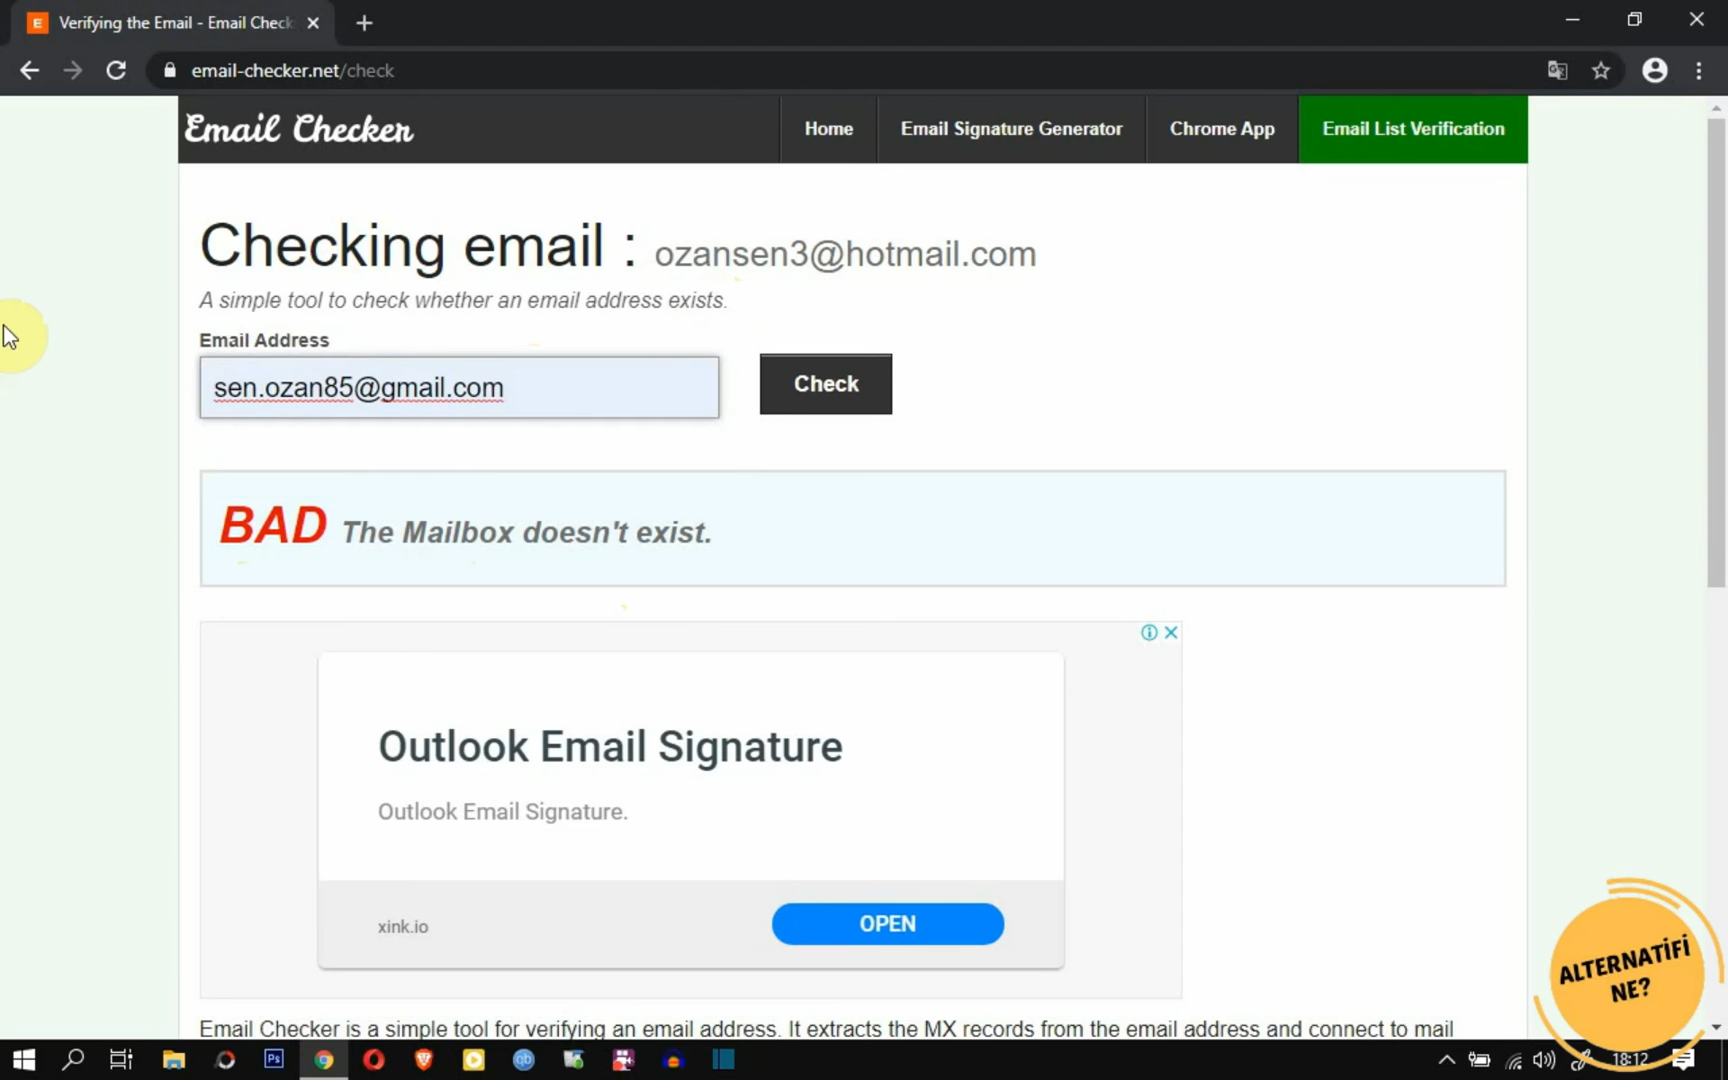 Verifying the Email - Email Check
email-checker.net/check
Email Checker
Home
Email Signature Generator
Chrome App
Email List Verification
Checking email : ozansen3@hotmail.com
A simple tool to check whether an email address exists.
Email Address
sen.ozan85@gmail.com
Check
BAD The Mailbox doesn't exist.
Outlook Email Signature
Outlook Email Signature.
xink.io
OPEN
ALTERNATİFİ
NE?
Email Checker is a simple tool for verifying an email address. It extracts the MX records from the email address and connect to mail
Ps
qb
18:12